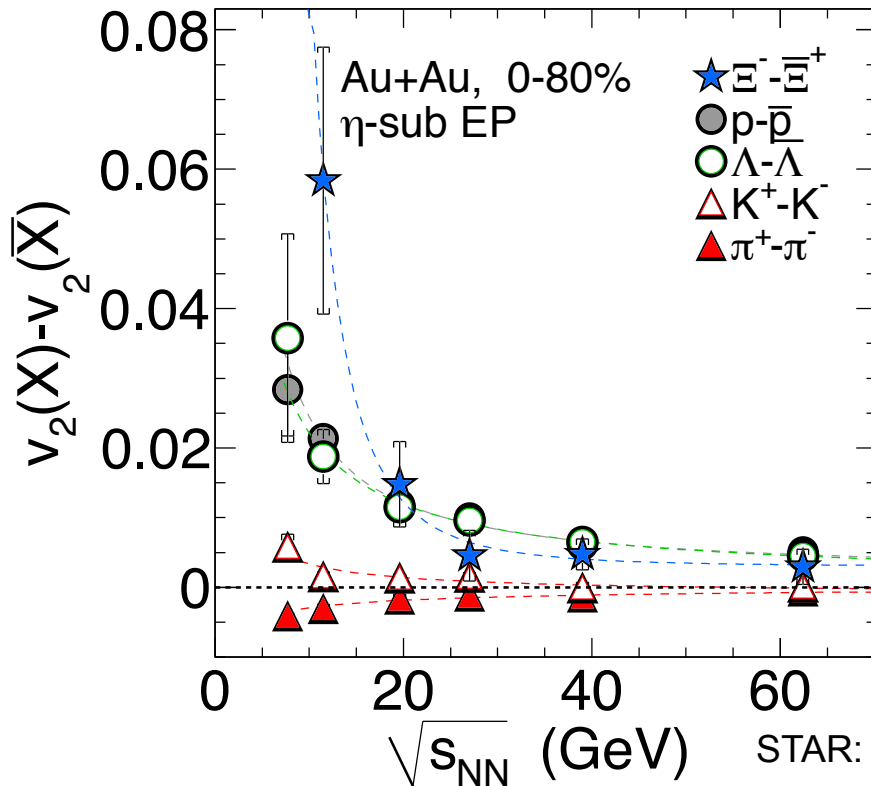 0.08
0.06
0.04
0.02
0
v₂(X)-v₂(X̅)
Au+Au, 0-80%
η-sub EP
Ξ⁻-Ξ̅⁺
p-p̅
Λ-Λ̅
K⁺-K⁻
π⁺-π⁻
0 20 40 60
√s_NN (GeV)
STAR: